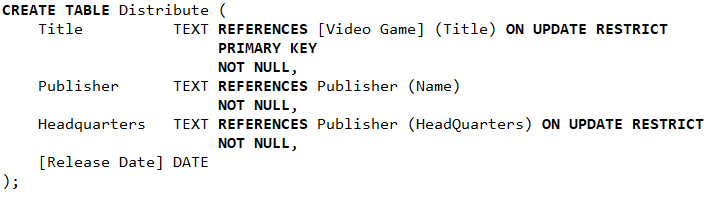 CREATE TABLE Distribute (
    Title          TEXT REFERENCES [Video Game] (Title) ON UPDATE RESTRICT
                        PRIMARY KEY
                        NOT NULL,
    Publisher      TEXT REFERENCES Publisher (Name)
                        NOT NULL,
    Headquarters   TEXT REFERENCES Publisher (HeadQuarters) ON UPDATE RESTRICT
                        NOT NULL,
    [Release Date] DATE
);